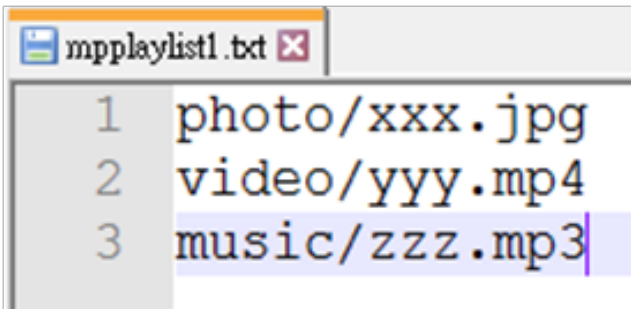 mpplaylist1.txt
1 photo/xxx.jpg
2 video/yyy.mp4
3 music/zzz.mp3